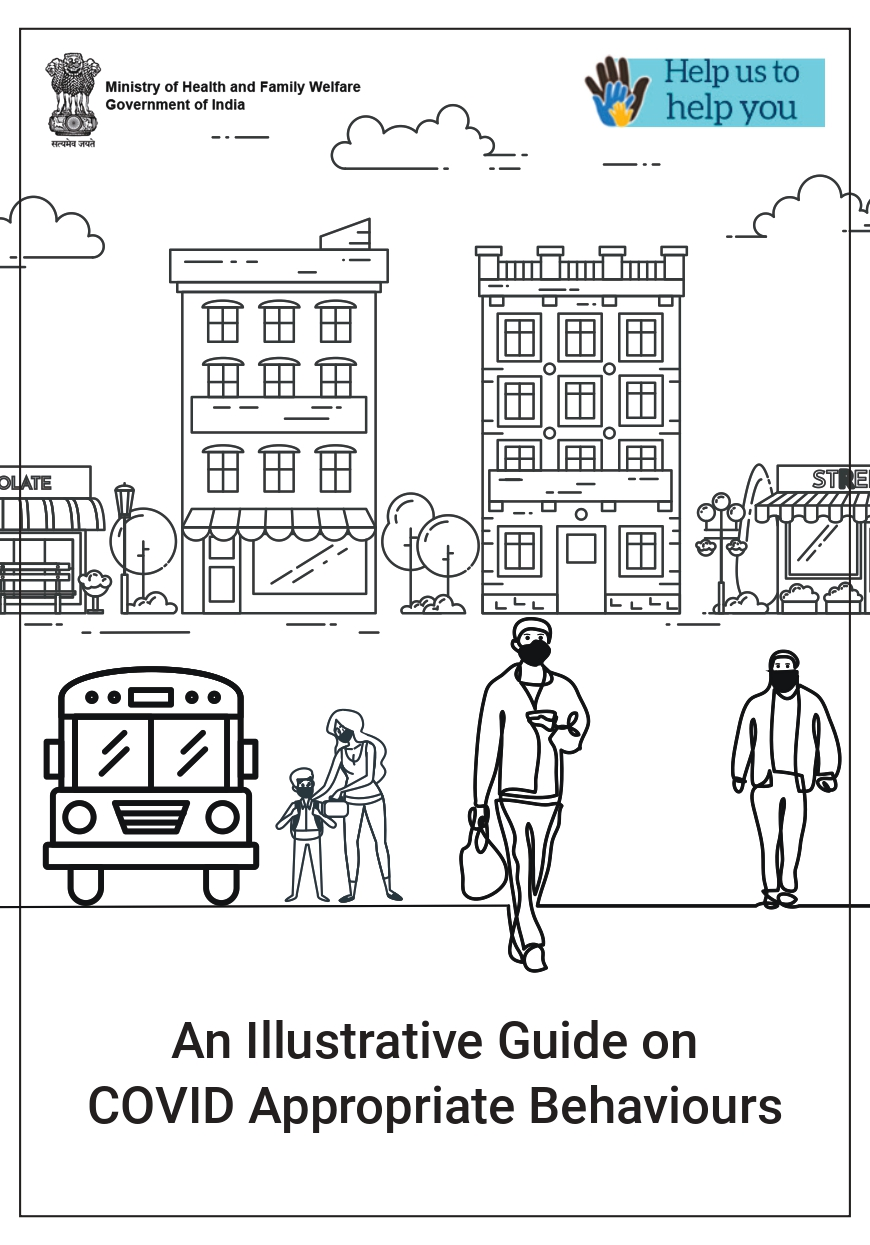 Ministry of Health and Family Welfare
Government of India
सत्यमेव जयते
Help us to
help you
OLATE
STREE
An Illustrative Guide on
COVID Appropriate Behaviours